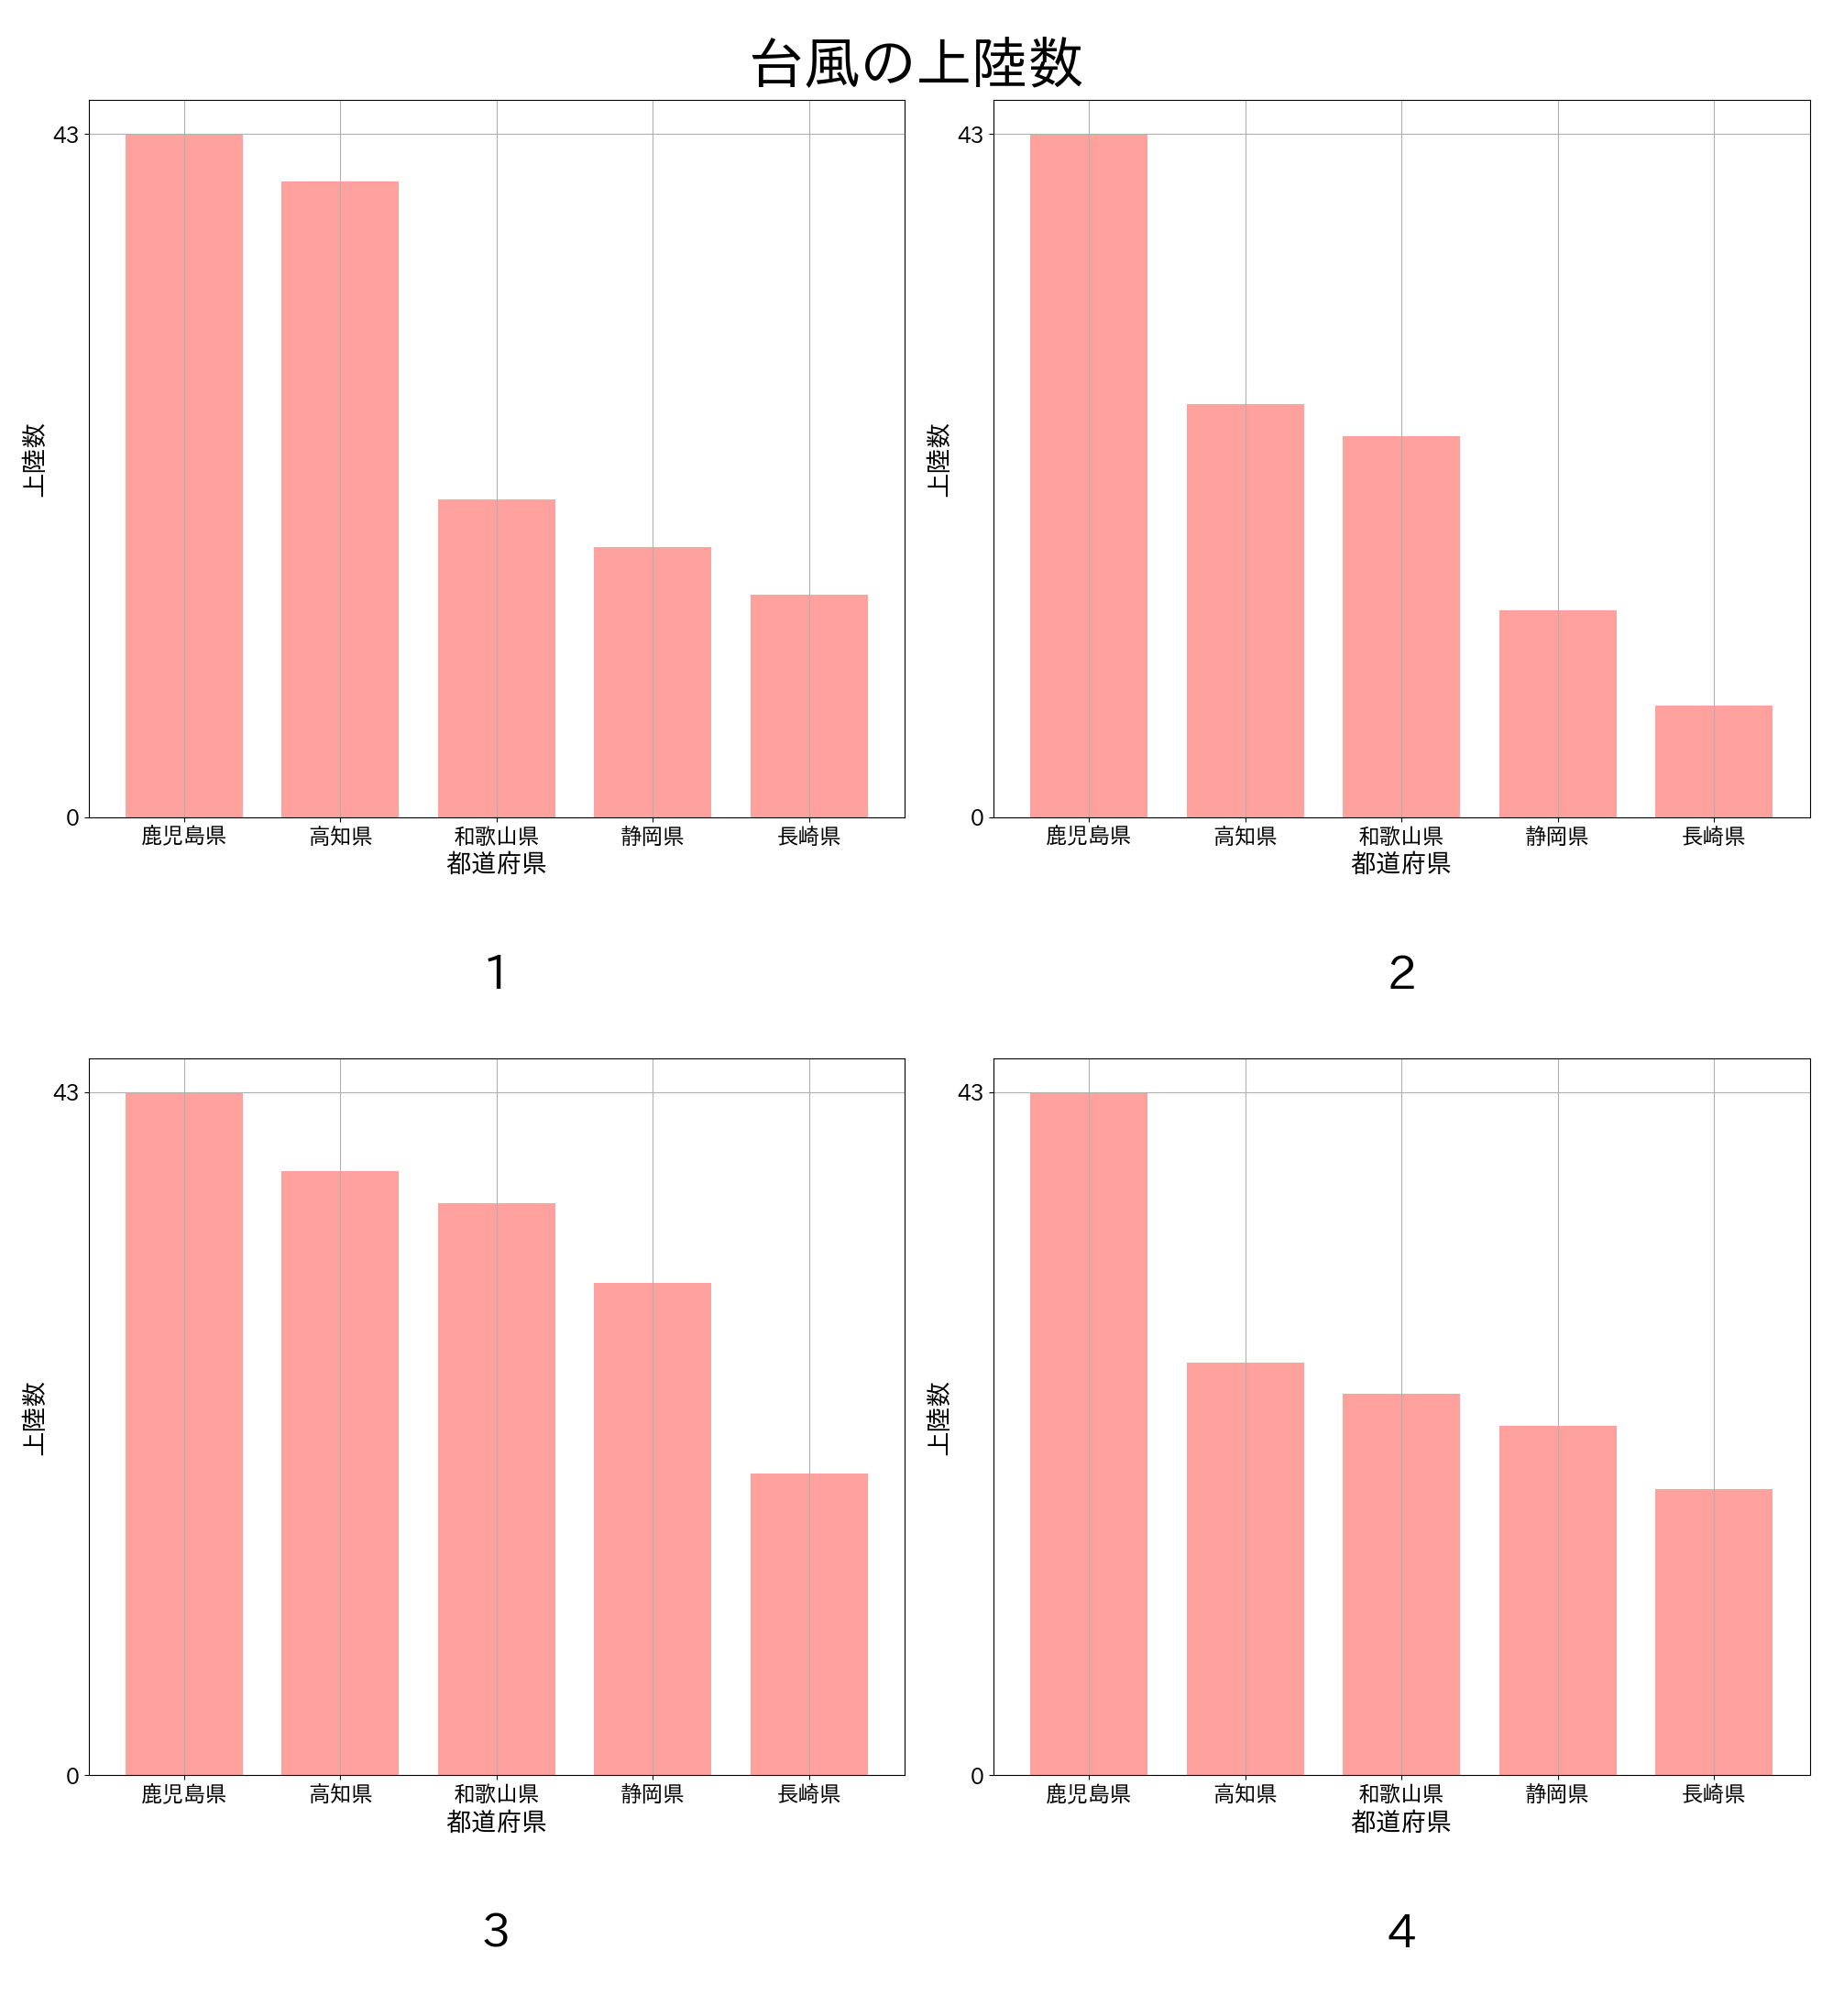 台風の上陸数
43
0
上陸数
鹿児島県 高知県 和歌山県 静岡県 長崎県
都道府県
1
43
0
上陸数
鹿児島県 高知県 和歌山県 静岡県 長崎県
都道府県
2
43
0
上陸数
鹿児島県 高知県 和歌山県 静岡県 長崎県
都道府県
3
43
0
上陸数
鹿児島県 高知県 和歌山県 静岡県 長崎県
都道府県
4